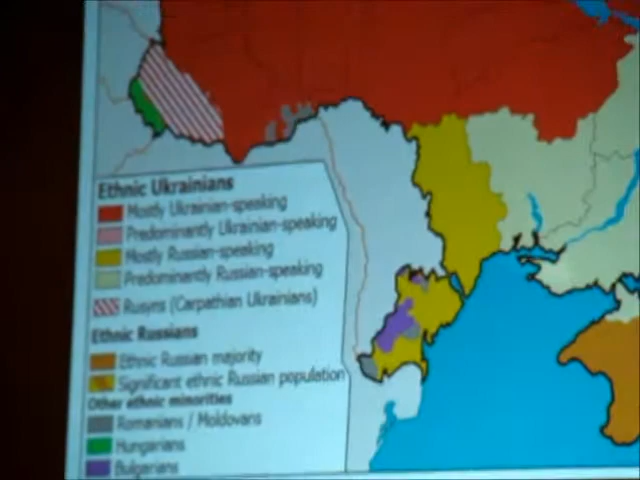 Ethnic Ukrainians
Mostly Ukrainian-speaking
Predominantly Ukrainian-speaking
Mostly Russian-speaking
Predominantly Russian-speaking
Rusyns (Carpathian Ukrainians)
Ethnic Russians
Ethnic Russian majority
Significant ethnic Russian population
Other ethnic minorities
Romanians / Moldovans
Hungarians
Bulgarians